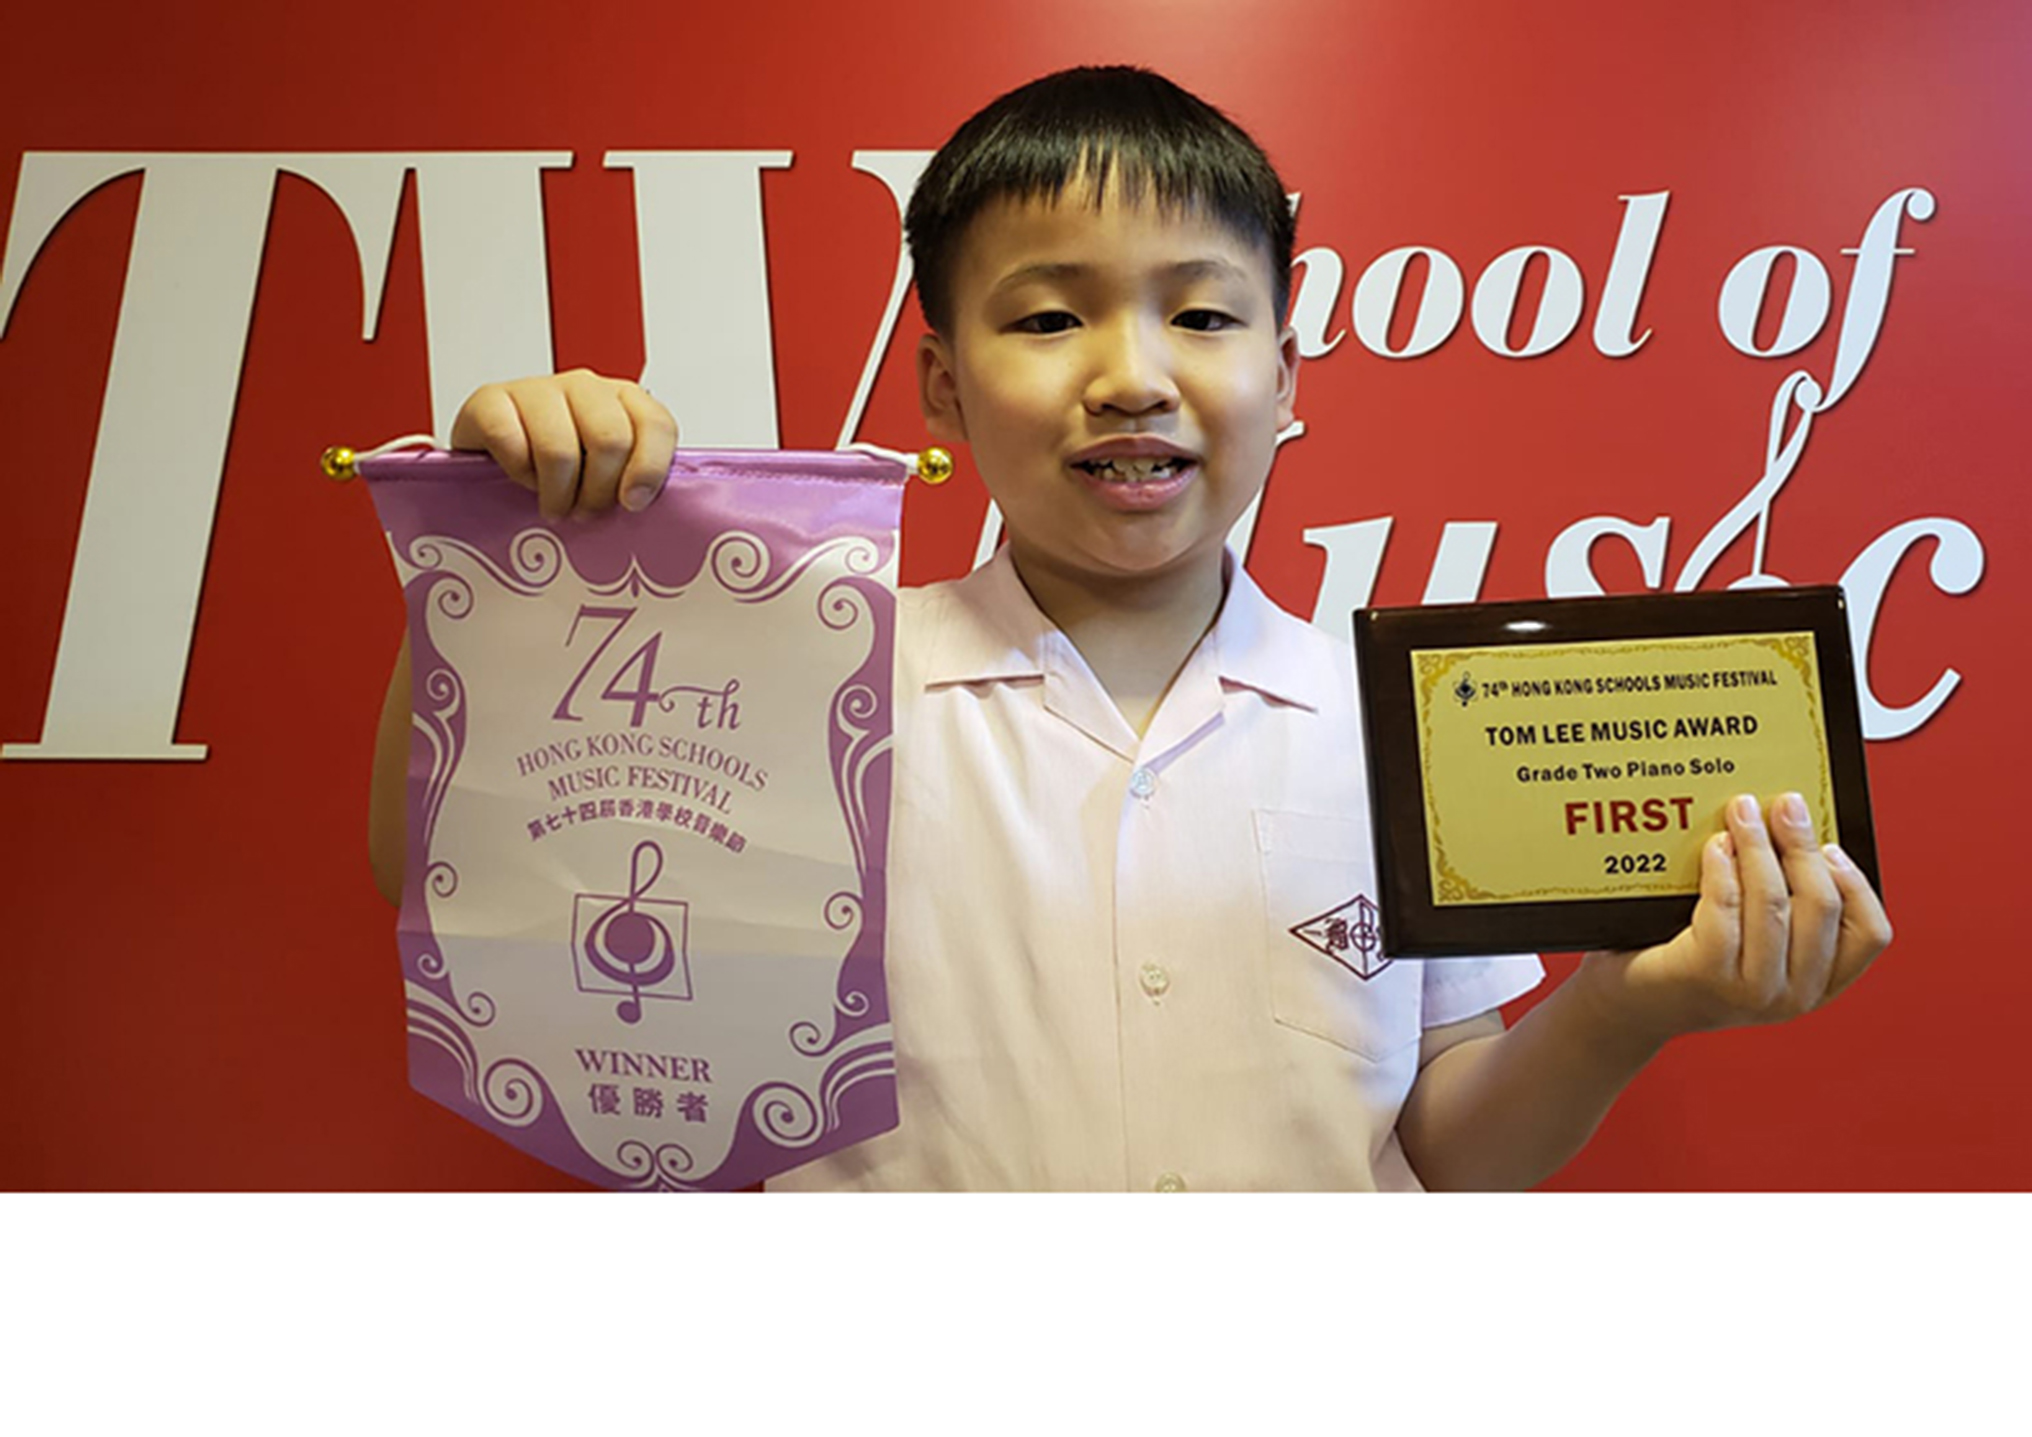 School of
Music
74th
HONG KONG SCHOOLS
MUSIC FESTIVAL
第七十四屆香港學校音樂節
WINNER
優勝者
74th HONG KONG SCHOOLS MUSIC FESTIVAL
TOM LEE MUSIC AWARD
Grade Two Piano Solo
FIRST
2022